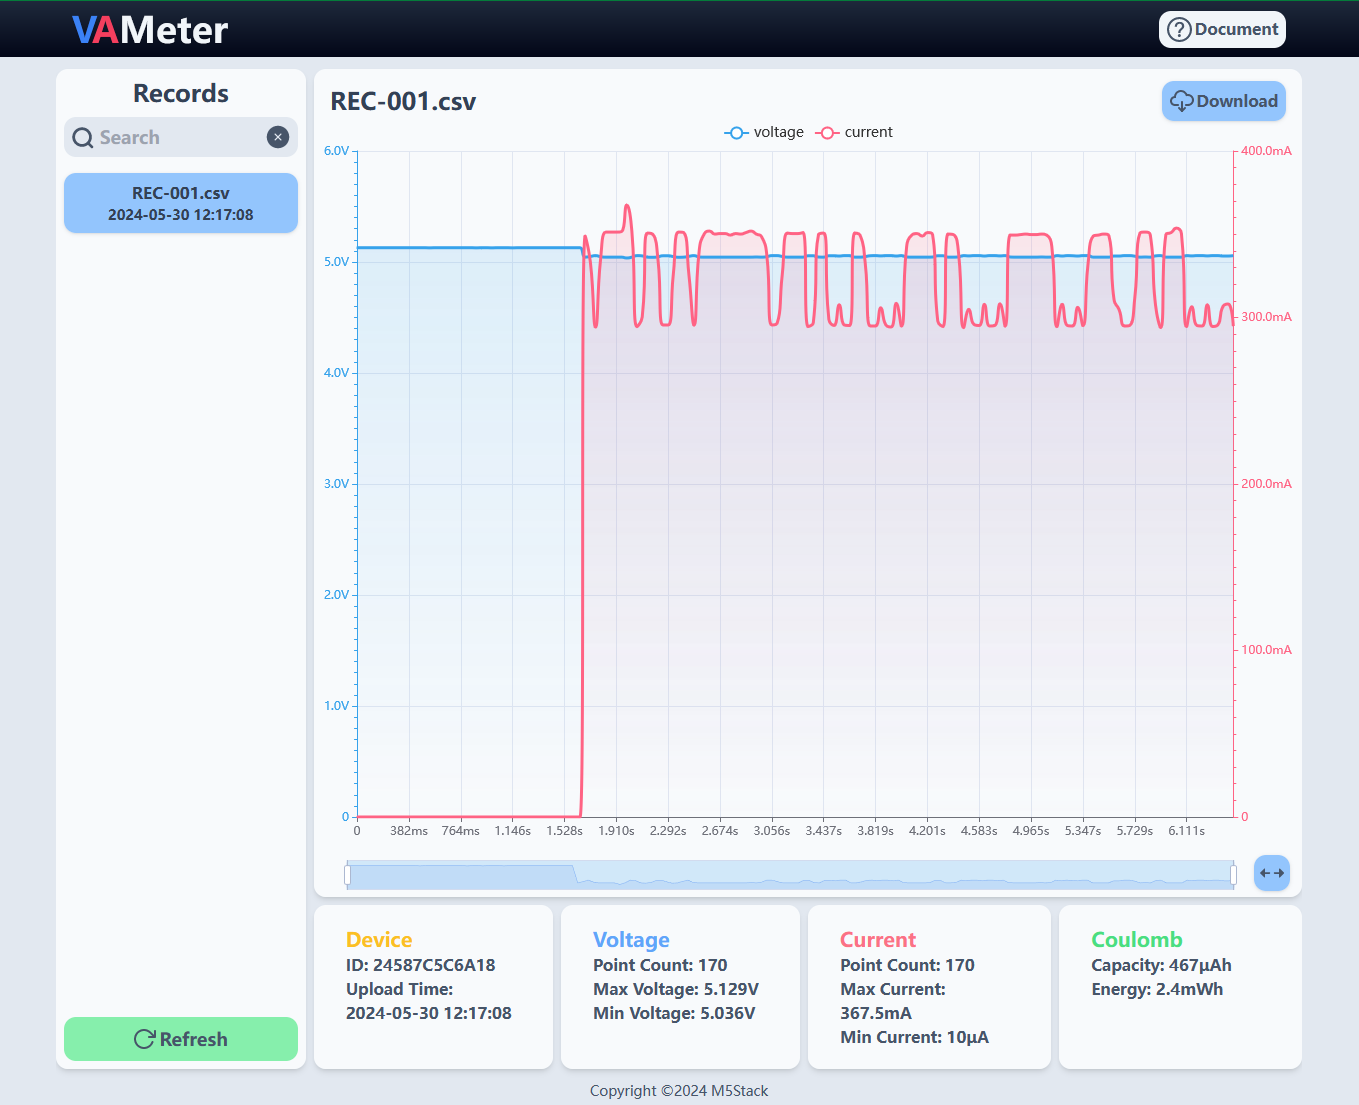 VAMeter
Document
Records
Search
REC-001.csv
2024-05-30 12:17:08
Refresh
REC-001.csv
Download
voltage current
6.0V
5.0V
4.0V
3.0V
2.0V
1.0V
0
400.0mA
300.0mA
200.0mA
100.0mA
0
0 382ms 764ms 1.146s 1.528s 1.910s 2.292s 2.674s 3.056s 3.437s 3.819s 4.201s 4.583s 4.965s 5.347s 5.729s 6.111s
Device
ID: 24587C5C6A18
Upload Time:
2024-05-30 12:17:08
Voltage
Point Count: 170
Max Voltage: 5.129V
Min Voltage: 5.036V
Current
Point Count: 170
Max Current:
367.5mA
Min Current: 10μA
Coulomb
Capacity: 467μAh
Energy: 2.4mWh
Copyright ©2024 M5Stack